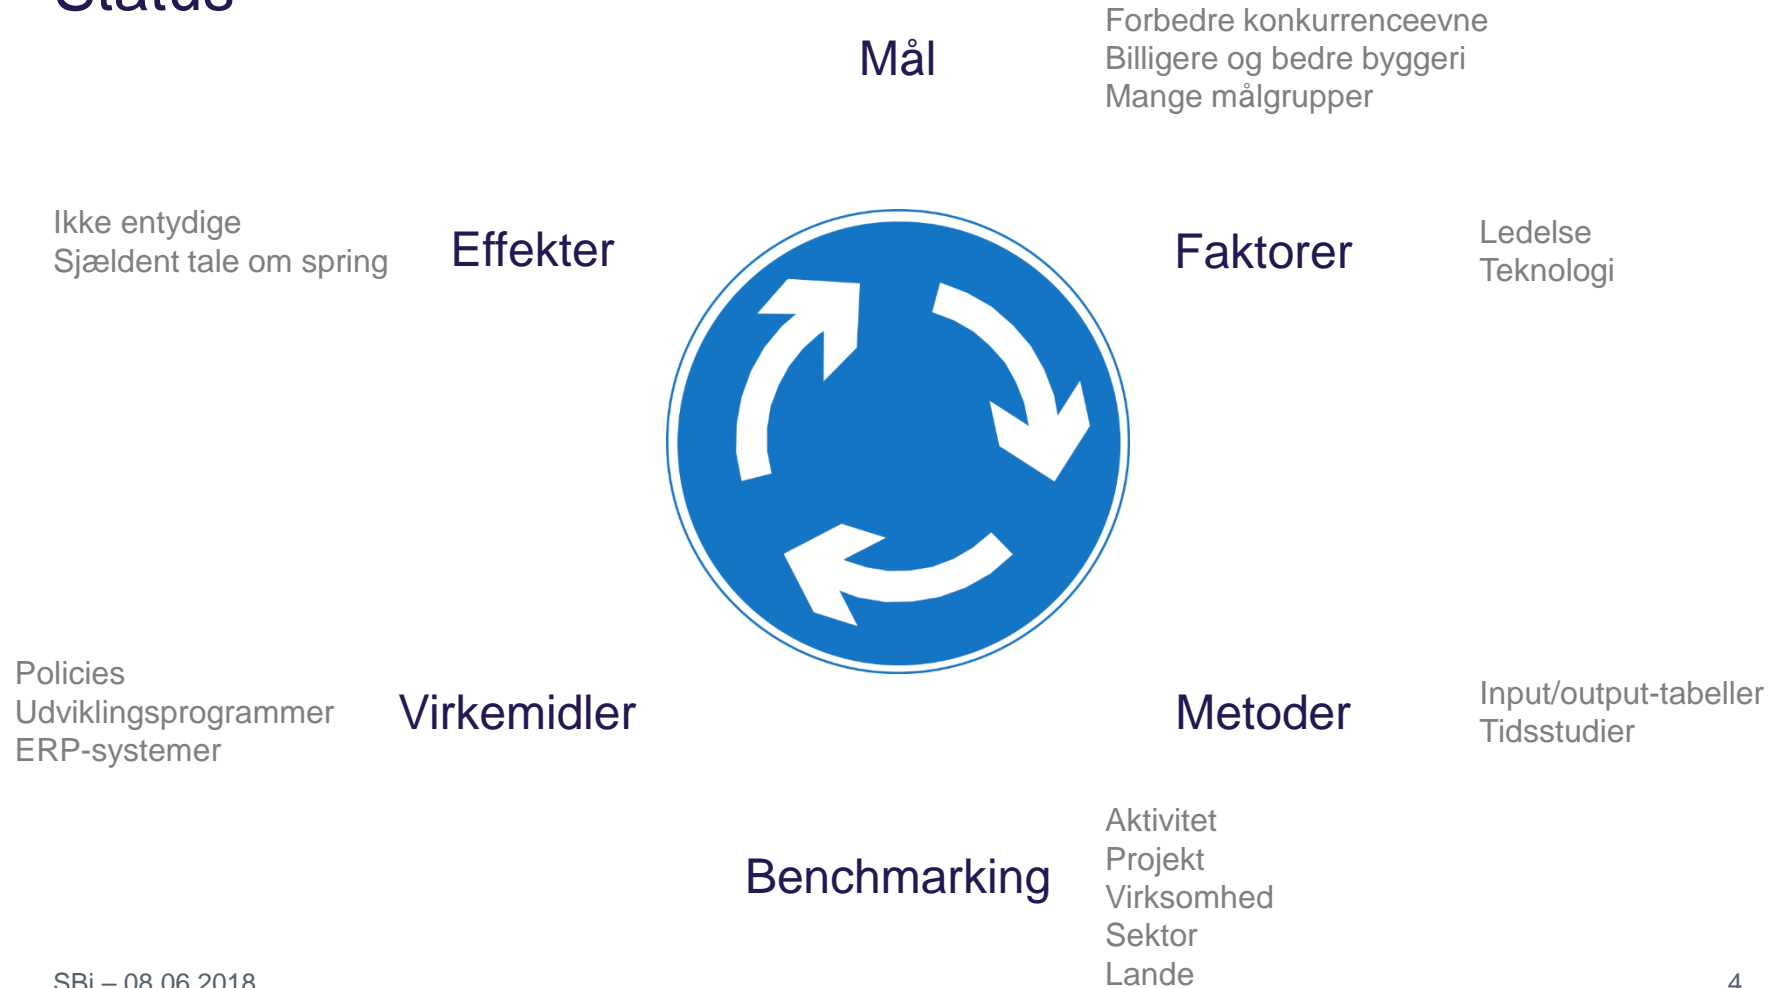 Status
Mål
Forbedre konkurrenceevne
Billigere og bedre byggeri
Mange målgrupper
Ikke entydige
Sjældent tale om spring
Effekter
Faktorer
Ledelse
Teknologi
Policies
Udviklingsprogrammer
ERP-systemer
Virkemidler
Metoder
Input/output-tabeller
Tidsstudier
Benchmarking
Aktivitet
Projekt
Virksomhed
Sektor
Lande
SBi – 08.06.2018
4